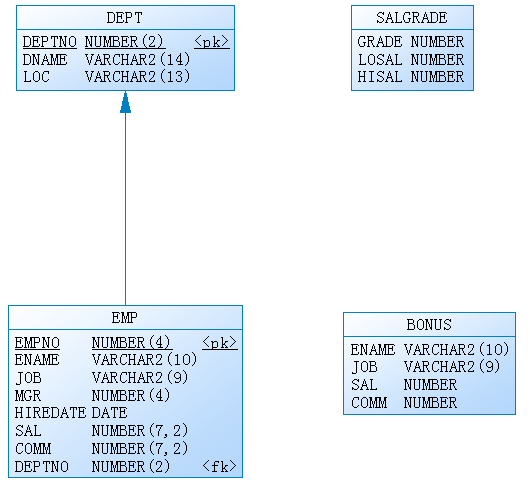 DEPT
DEPTNO NUMBER(2) <pk>
DNAME VARCHAR2(14)
LOC VARCHAR2(13)
SALGRADE
GRADE NUMBER
LOSAL NUMBER
HISAL NUMBER
EMP
EMPNO NUMBER(4) <pk>
ENAME VARCHAR2(10)
JOB VARCHAR2(9)
MGR NUMBER(4)
HIREDATE DATE
SAL NUMBER(7,2)
COMM NUMBER(7,2)
DEPTNO NUMBER(2) <fk>
BONUS
ENAME VARCHAR2(10)
JOB VARCHAR2(9)
SAL NUMBER
COMM NUMBER